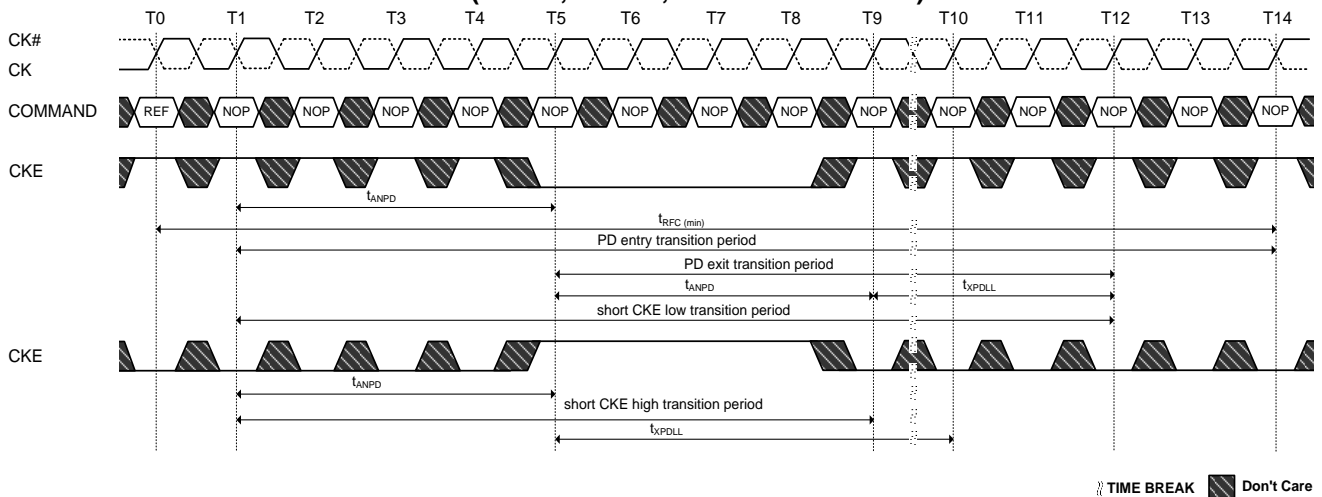 T0 T1 T2 T3 T4 T5 T6 T7 T8 T9 T10 T11 T12 T13 T14
CK#
CK
COMMAND REF NOP NOP NOP NOP NOP NOP NOP NOP NOP NOP NOP NOP NOP NOP
CKE
tANPD
tRFC (min)
PD entry transition period
PD exit transition period
tANPD tXPDLL
short CKE low transition period
CKE
tANPD
short CKE high transition period
tXPDLL
TIME BREAK Don't Care